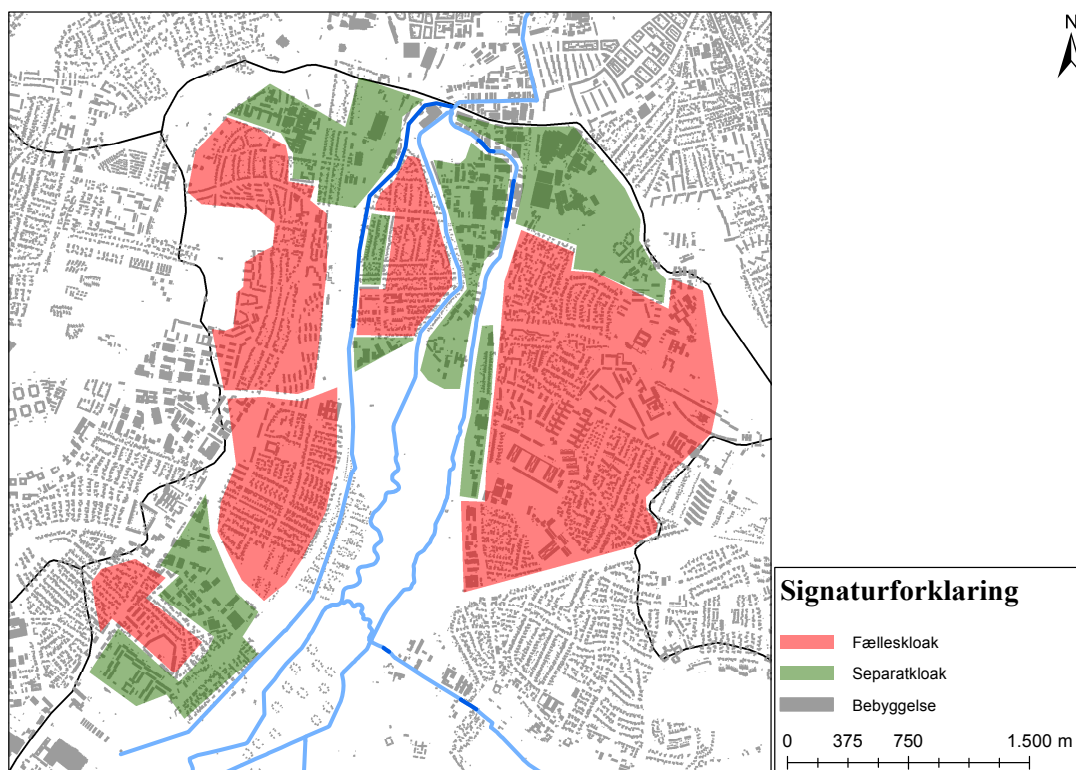 N
Signaturforklaring
Fælleskloak
Separatkloak
Bebyggelse
0 375 750 1.500 m